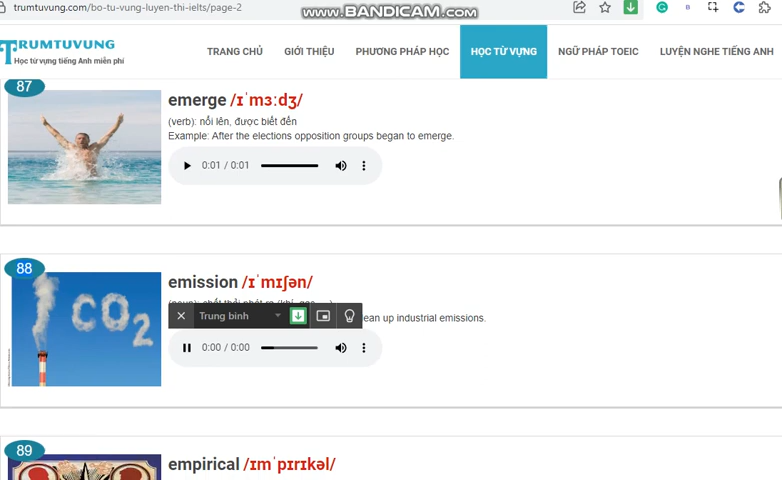 trumtuvung.com/bo-tu-vung-luyen-thi-ielts/page-2
WWW.BANDICAM.COM
TRUMTUVUNG
Học từ vựng tiếng Anh miễn phí
TRANG CHỦ GIỚI THIỆU PHƯƠNG PHÁP HỌC HỌC TỪ VỰNG NGỮ PHÁP TOEIC LUYỆN NGHE TIẾNG ANH
87
emerge /ɪˈmɜːdʒ/
(verb): nổi lên, được biết đến
Example: After the elections opposition groups began to emerge.
0:01 / 0:01
88
CO2
emission /ɪˈmɪʃən/
Trung bình
ean up industrial emissions.
0:00 / 0:00
89
empirical /ɪmˈpɪrɪkəl/